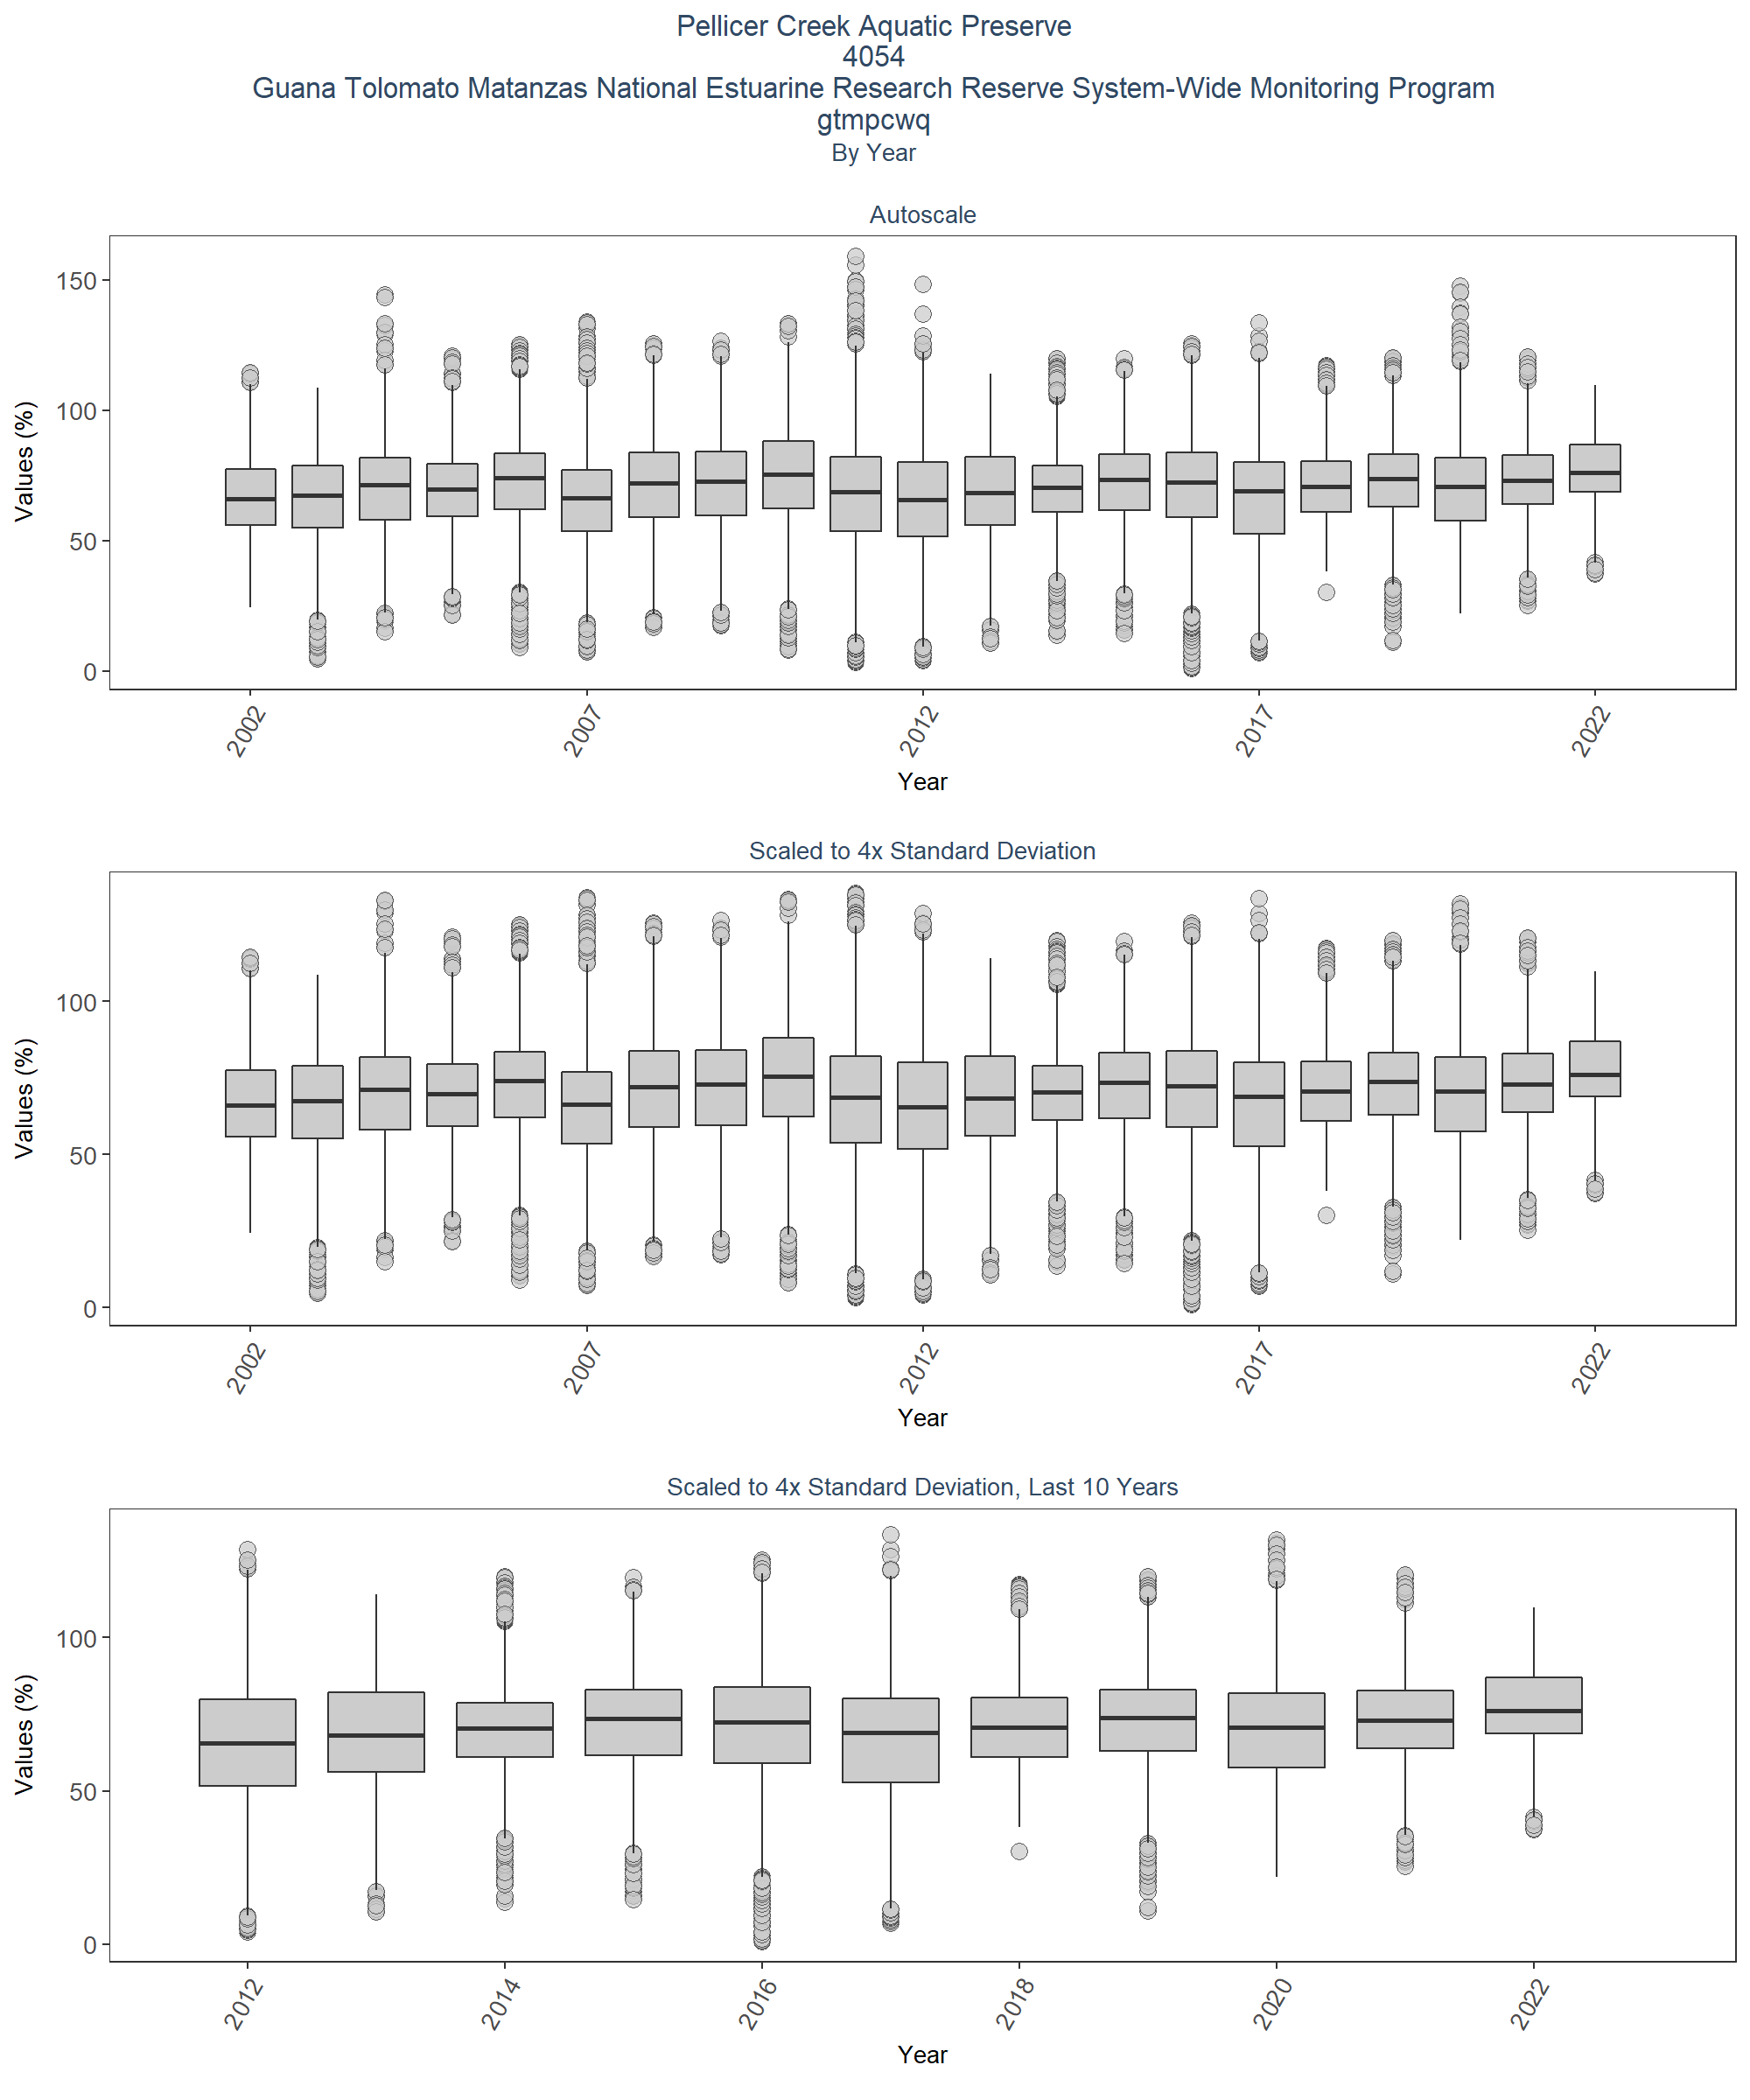 Pellicer Creek Aquatic Preserve
4054
Guana Tolomato Matanzas National Estuarine Research Reserve System-Wide Monitoring Program
gtmpcwq
By Year
Autoscale
Values (%)
150
100
50
0
2002
2007
2012
2017
2022
Year
Scaled to 4x Standard Deviation
Values (%)
100
50
0
2002
2007
2012
2017
2022
Year
Scaled to 4x Standard Deviation, Last 10 Years
Values (%)
100
50
0
2012
2014
2016
2018
2020
2022
Year